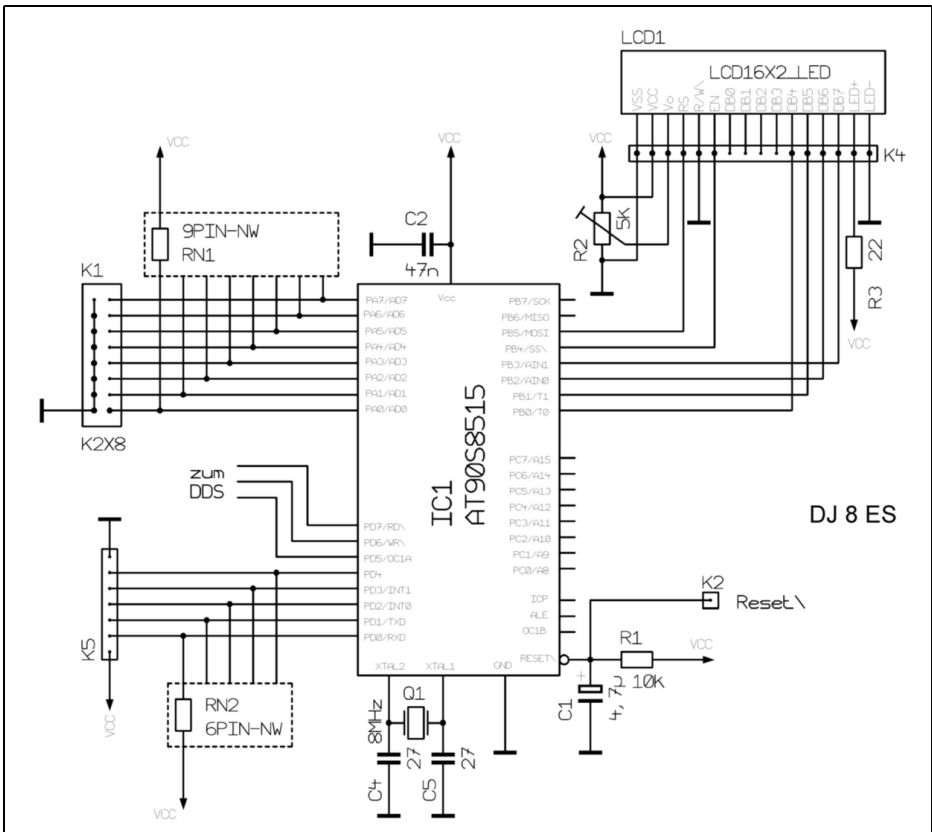 LCD1
LCD16X2_LED
VSS
VCC
Vo
RS
R/W\
EN
DB0
DB1
DB2
DB3
DB4
DB5
DB6
DB7
LED+
LED-
K4
VCC
5K
R2
22
R3
VCC
VCC
9PIN-NW
RN1
VCC
C2
47n
K1
K2X8
Vcc
PA7/AD7
PA6/AD6
PA5/AD5
PA4/AD4
PA3/AD3
PA2/AD2
PA1/AD1
PA0/AD0
PB7/SCK
PB6/MISO
PB5/MOSI
PB4/SS\
PB3/AIN1
PB2/AIN0
PB1/T1
PB0/T0
IC1
AT90S8515
zum
DDS
PD7/RD\
PD6/WR\
PD5/OC1A
PD4
PD3/INT1
PD2/INT0
PD1/TXD
PD0/RXD
PC7/A15
PC6/A14
PC5/A13
PC4/A12
PC3/A11
PC2/A10
PC1/A9
PC0/A8
ICP
ALE
OC1B
RESET\
XTAL2
XTAL1
GND
DJ 8 ES
K2
Reset\
R1
10k
VCC
+
C1
4, 7µ
K5
VCC
RN2
6PIN-NW
VCC
8MHz
Q1
C4
27
C5
27